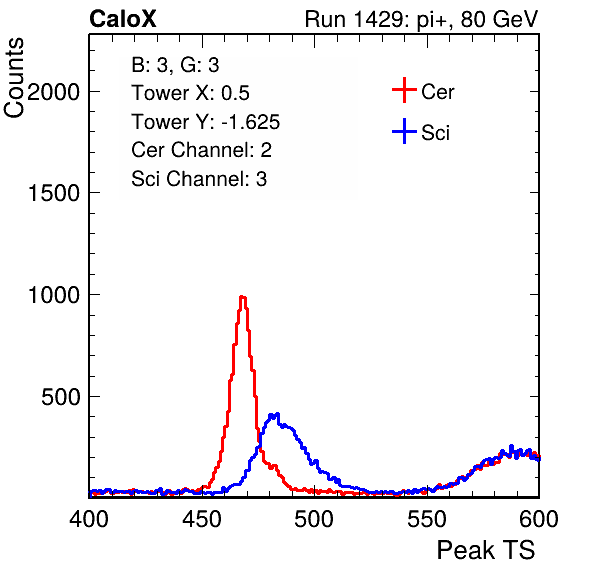 CaloX Run 1429: pi+, 80 GeV
Counts
B: 3, G: 3
Tower X: 0.5
Tower Y: -1.625
Cer Channel: 2
Sci Channel: 3
Cer
Sci
2000
1500
1000
500
400 450 500 550 600
Peak TS